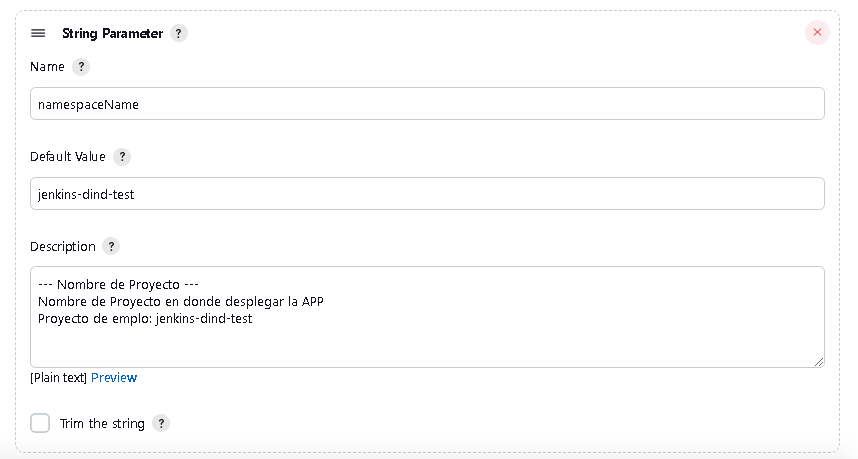 String Parameter ?
Name ?
namespaceName
Default Value ?
jenkins-dind-test
Description ?
--- Nombre de Proyecto ---
Nombre de Proyecto en donde desplegar la APP
Proyecto de emplo: jenkins-dind-test
[Plain text] Preview
Trim the string ?